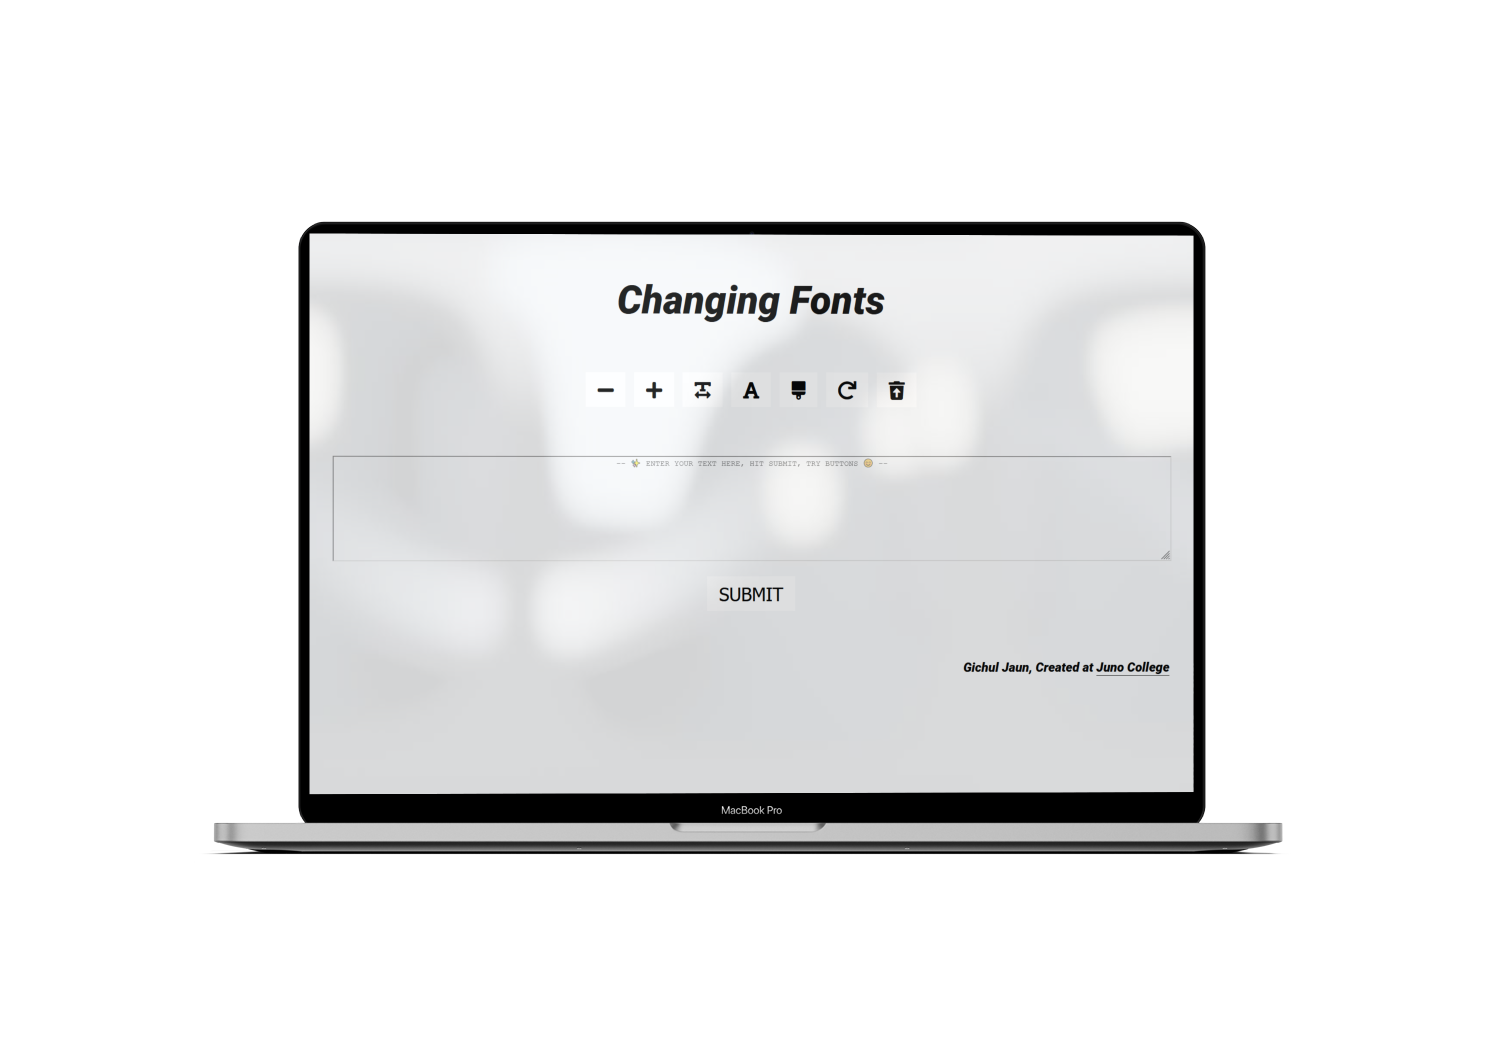 Changing Fonts
-- ✨ ENTER YOUR TEXT HERE, HIT SUBMIT, TRY BUTTONS 😊 --
SUBMIT
Gichul Jaun, Created at Juno College
MacBook Pro